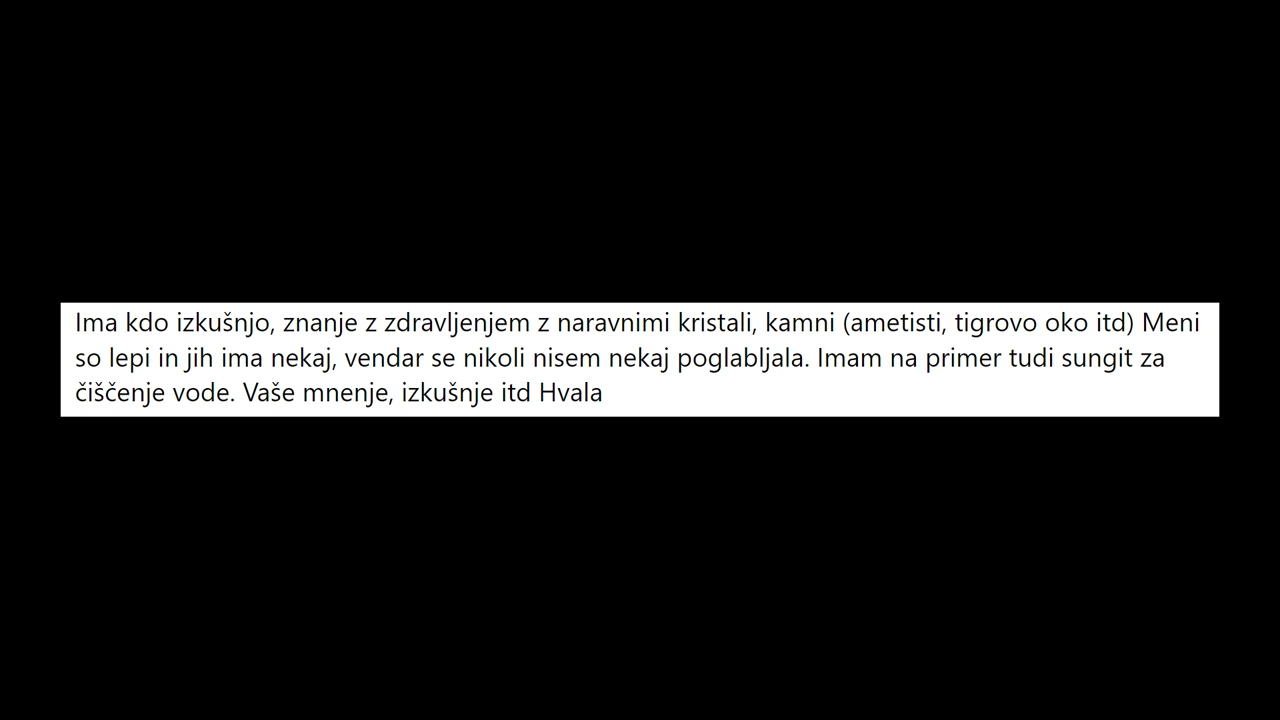 Ima kdo izkušnjo, znanje z zdravljenjem z naravnimi kristali, kamni (ametisti, tigrovo oko itd) Meni
so lepi in jih ima nekaj, vendar se nikoli nisem nekaj poglabljala. Imam na primer tudi sungit za
čiščenje vode. Vaše mnenje, izkušnje itd Hvala